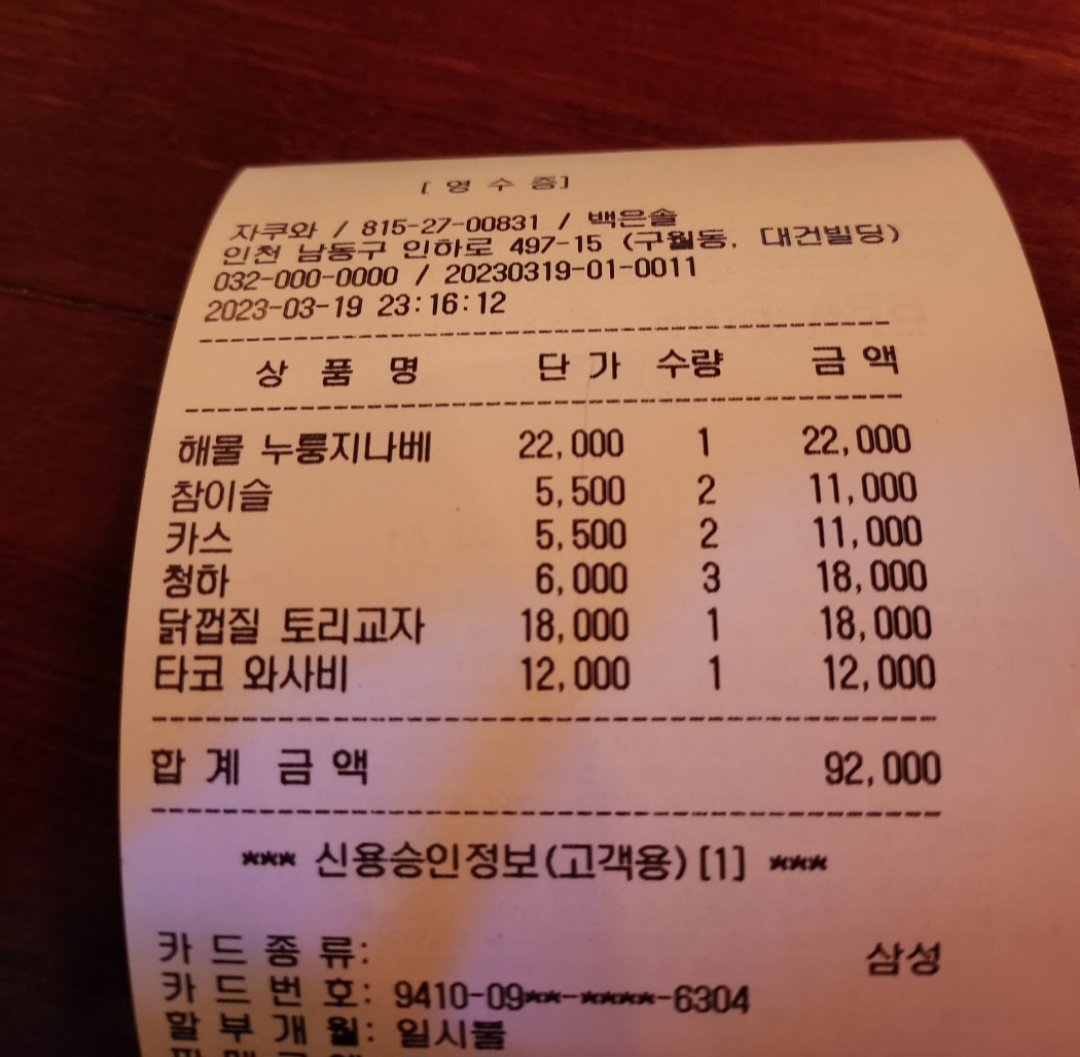 [ 영 수 증 ]
자쿠와 / 815-27-00831 / 백은솔
인천 남동구 인하로 497-15 (구월동, 대건빌딩)
032-000-0000 / 20230319-01-0011
2023-03-19 23:16:12
상 품 명 단 가 수량 금 액
해물 누룽지나베 22,000 1 22,000
참이슬 5,500 2 11,000
카스 5,500 2 11,000
청하 6,000 3 18,000
닭껍질 토리교자 18,000 1 18,000
타코 와사비 12,000 1 12,000
합 계 금 액 92,000
*** 신용승인정보(고객용)[1] ***
카 드 종 류: 삼성
카 드 번 호: 9410-09**-****-6304
할 부 개 월: 일시불